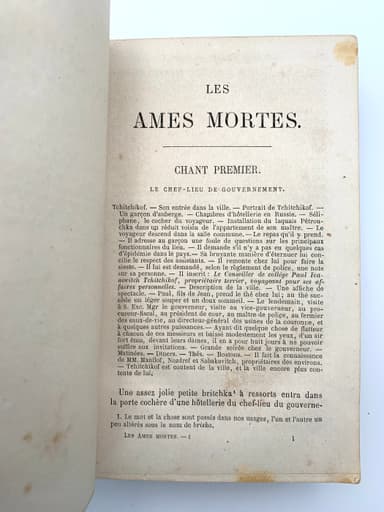 LES
AMES MORTES.
CHANT PREMIER.
LE CHEF-LIEU DE GOUVERNEMENT.
Tchitchikof. — Son entrée dans la ville. — Portrait de Tchitchikof. —
Un garçon d'auberge. — Chambres d'hôtellerie en Russie. — Séli-
phane, le cocher du voyageur. — Installation du laquais Pétrou-
chka dans un réduit voisin de l'appartement de son maître. — Le
voyageur descend dans la salle commune. — Le repas qu'il y prend.
— Il adresse au garçon une foule de questions sur les principaux
fonctionnaires du lieu. — Il demande s'il n'y a pas eu quelques cas
d'épidémie dans le pays. — Sa bruyante manière d'éternuer lui con-
cilie le respect des assistants. — Il remonte chez lui pour faire la
sieste. — Il lui est demandé, selon le règlement de police, une note
sur sa personne. — Il inscrit : Le Conseiller de collége Paul Ivа-
novitch Tchitchikof, propriétaire terrier, voyageant pour ses af-
faires personnelles. — Description de la ville. — Une affiche de
spectacle. — Paul, fils de Jean, prend le thé chez lui; au thé suc-
cède un léger souper et un doux sommeil. — Le lendemain, visite
à S. Exc. Mgr le gouverneur, visite au vice-gouverneur, au pro-
cureur-fiscal, au président de cour, au maître de police, au fermier
des eaux-de-vie, au directeur-général des usines de la couronne, et
à quelques autres puissances. — Ayant dit quelque chose de flatteur
à chacun de ces messieurs et baissé modestement les yeux, d'un air
fort ému, devant leurs dames, il en a pour huit jours à ne pouvoir
suffire aux invitations. — Grande soirée chez le gouverneur. —
Matinées. — Dîners. — Thés. — Bostons. — Il fait la connaissance
de MM. Manîlof, Nozdref et Sabakévitch, propriétaires des environs.
— Tchitchikof est content de la ville, et la ville encore plus con-
tente de lui.
Une assez jolie petite britchka¹ à ressorts entra dans
la porte cochère d'une hôtellerie du chef-lieu du gouverne-
1. Le mot et la chose sont passés dans nos usages, l'un et l'autre un
peu altérés sous le nom de briska.
LES AMES MORTES. — I
1